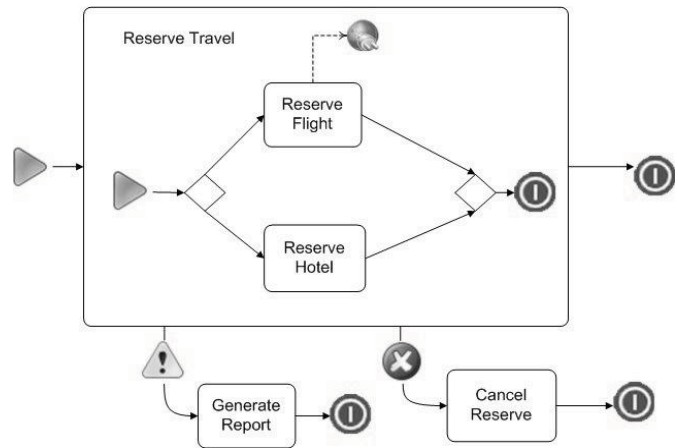 Reserve Travel
Reserve
Flight
Reserve
Hotel
Generate
Report
Cancel
Reserve